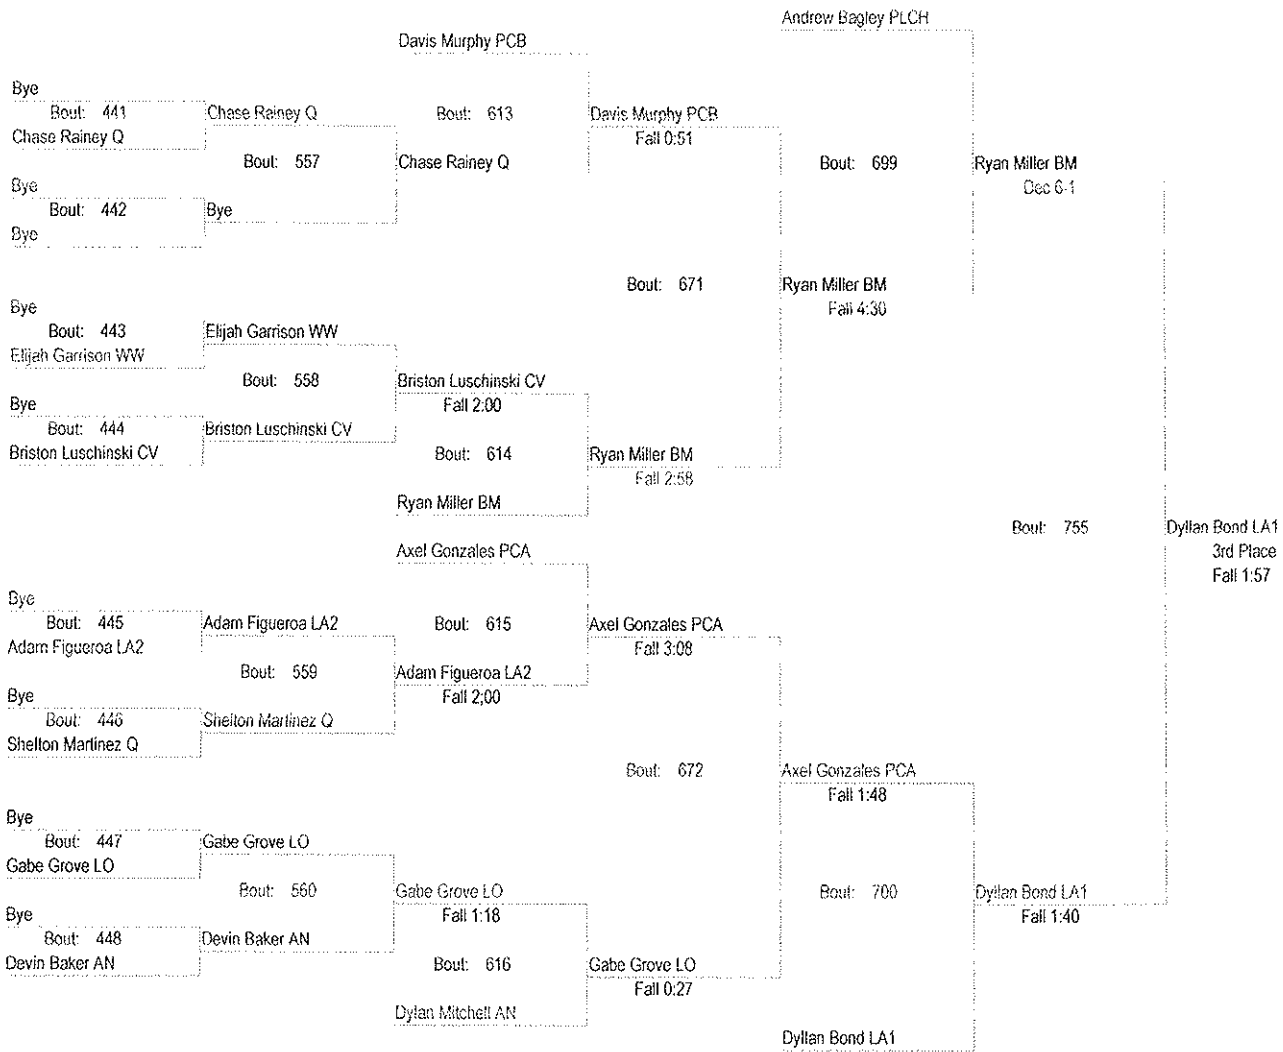 Andrew Bagley PLCH
Davis Murphy PCB
Bye
Bout: 441
Chase Rainey Q
Chase Rainey Q
Bout: 613
Davis Murphy PCB
Fall 0:51
Bout: 557
Chase Rainey Q
Bout: 699
Ryan Miller BM
Dec 6-1
Bye
Bout: 442
Bye
Bye
Bout: 671
Ryan Miller BM
Fall 4:30
Bye
Bout: 443
Elijah Garrison WW
Elijah Garrison WW
Bout: 558
Briston Luschinski CV
Fall 2:00
Bye
Bout: 444
Briston Luschinski CV
Briston Luschinski CV
Bout: 614
Ryan Miller BM
Fall 2:58
Ryan Miller BM
Bout: 755
Dyllan Bond LA1
3rd Place
Fall 1:57
Axel Gonzales PCA
Bye
Bout: 445
Adam Figueroa LA2
Adam Figueroa LA2
Bout: 615
Axel Gonzales PCA
Fall 3:08
Bout: 559
Adam Figueroa LA2
Fall 2;00
Bye
Bout: 446
Shelton Martinez Q
Shelton Martinez Q
Bout: 672
Axel Gonzales PCA
Fall 1:48
Bye
Bout: 447
Gabe Grove LO
Gabe Grove LO
Bout: 560
Gabe Grove LO
Fall 1:18
Bout: 700
Dyllan Bond LA1
Fall 1:40
Bye
Bout: 448
Devin Baker AN
Devin Baker AN
Bout: 616
Gabe Grove LO
Fall 0:27
Dylan Mitchell AN
Dyllan Bond LA1